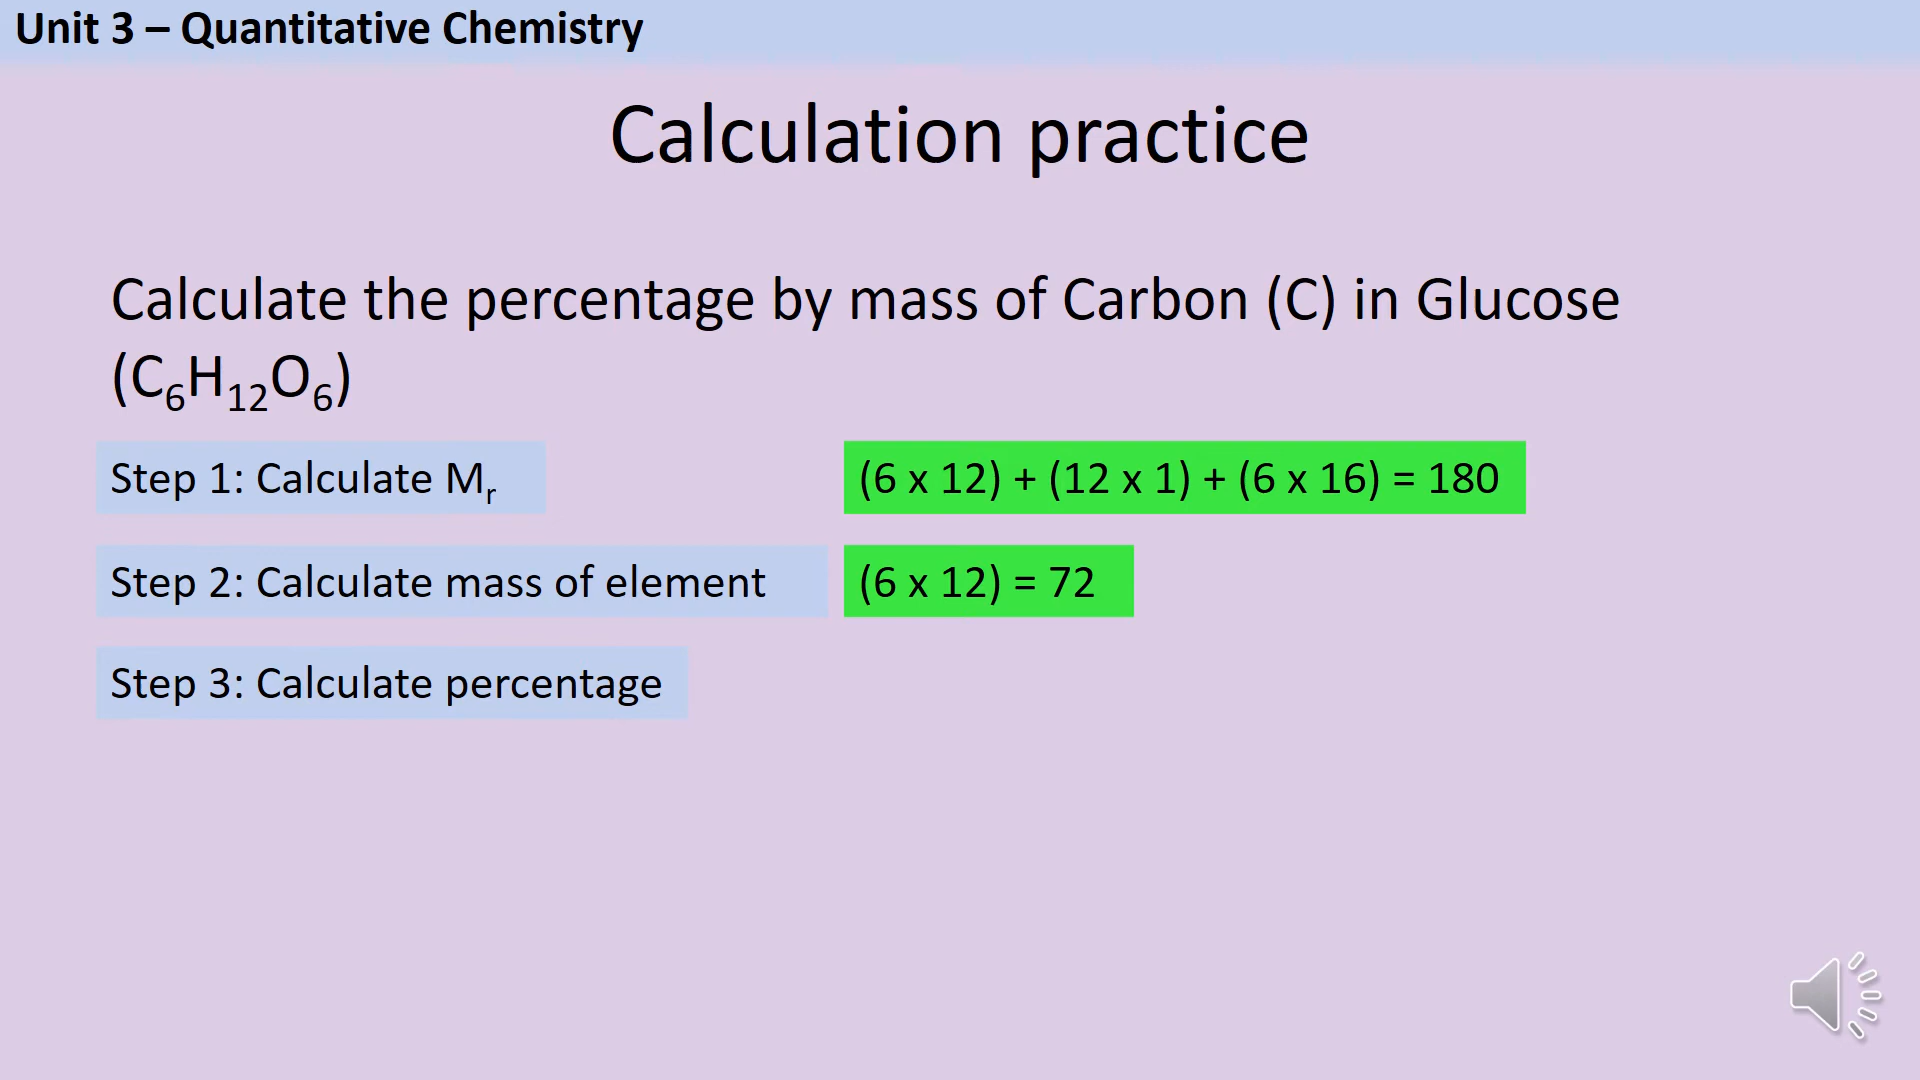 Unit 3 – Quantitative Chemistry
Calculation practice
Calculate the percentage by mass of Carbon (C) in Glucose
(C₆H₁₂O₆)
Step 1: Calculate Mᵣ
(6 x 12) + (12 x 1) + (6 x 16) = 180
Step 2: Calculate mass of element
(6 x 12) = 72
Step 3: Calculate percentage